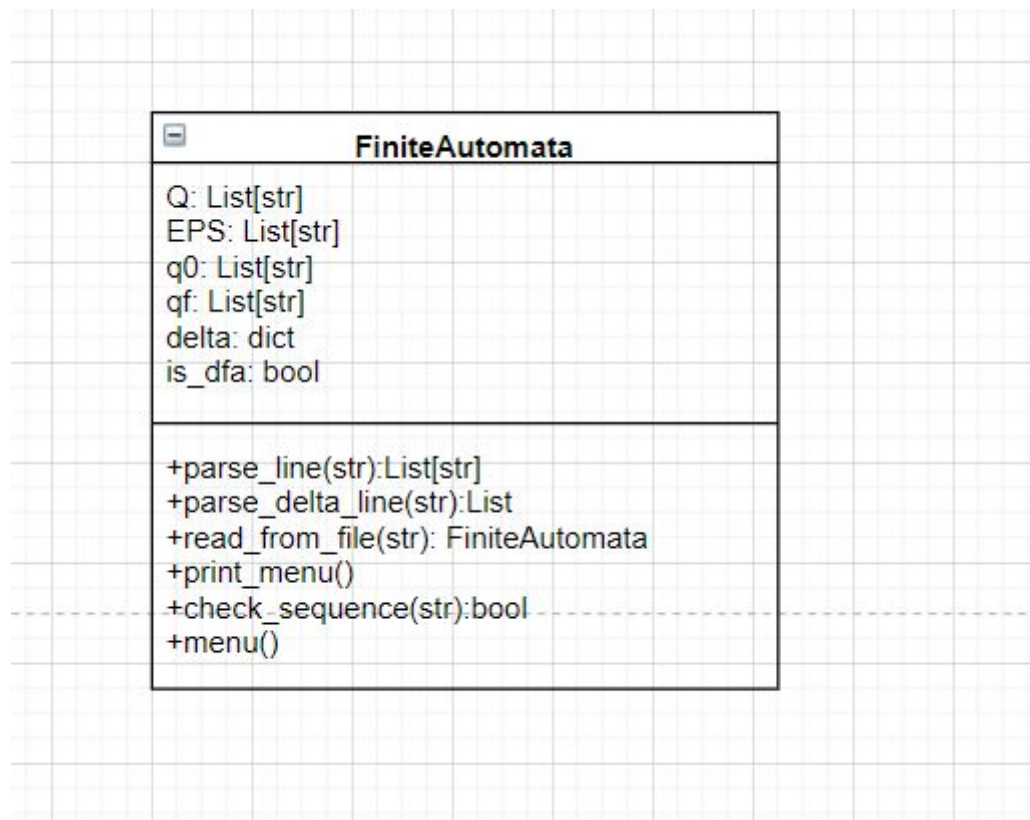 FiniteAutomata
Q: List[str]
EPS: List[str]
q0: List[str]
qf: List[str]
delta: dict
is_dfa: bool
+parse_line(str):List[str]
+parse_delta_line(str):List
+read_from_file(str): FiniteAutomata
+print_menu()
+check_sequence(str):bool
+menu()